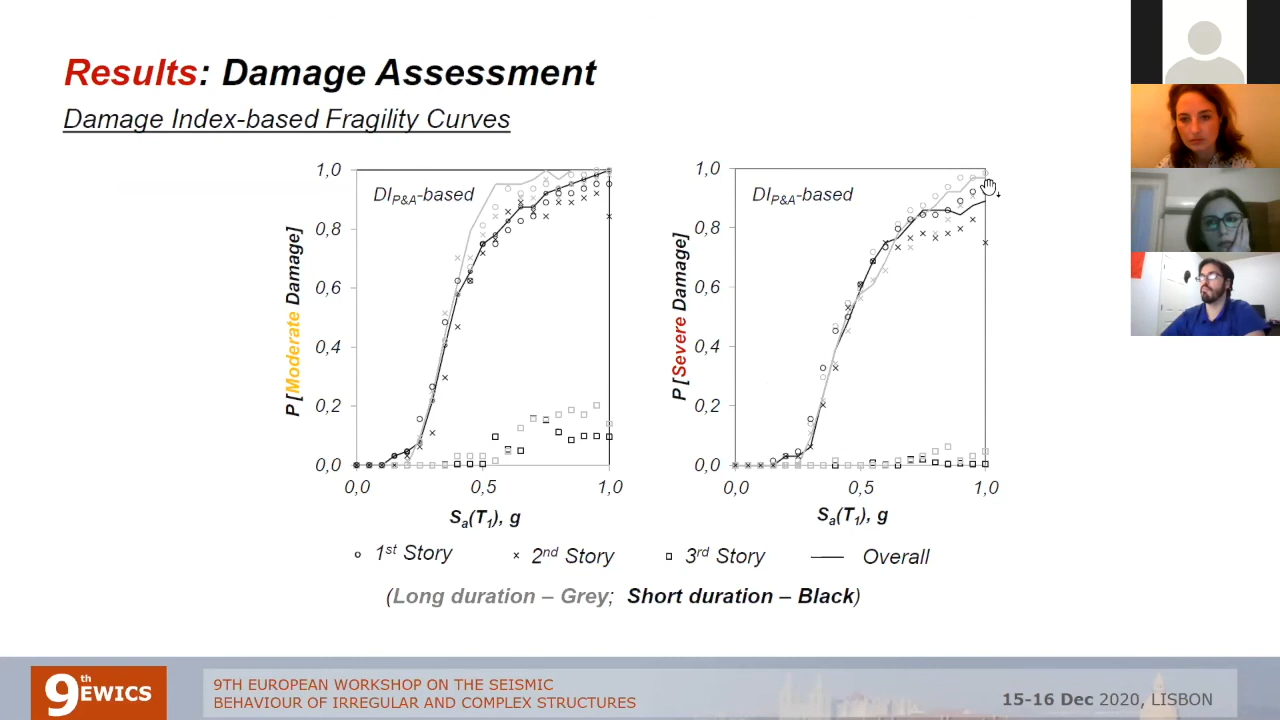 Results: Damage Assessment
Damage Index-based Fragility Curves
1,0
0,8
0,6
0,4
0,2
0,0
P [Moderate Damage]
DIP&A-based
0,0 0,5 1,0
Sa(T1), g
1,0
0,8
0,6
0,4
0,2
0,0
P [Severe Damage]
DIP&A-based
0,0 0,5 1,0
Sa(T1), g
1st Story 2nd Story 3rd Story Overall
(Long duration – Grey; Short duration – Black)
9th EWICS
9TH EUROPEAN WORKSHOP ON THE SEISMIC
BEHAVIOUR OF IRREGULAR AND COMPLEX STRUCTURES
15-16 Dec 2020, LISBON